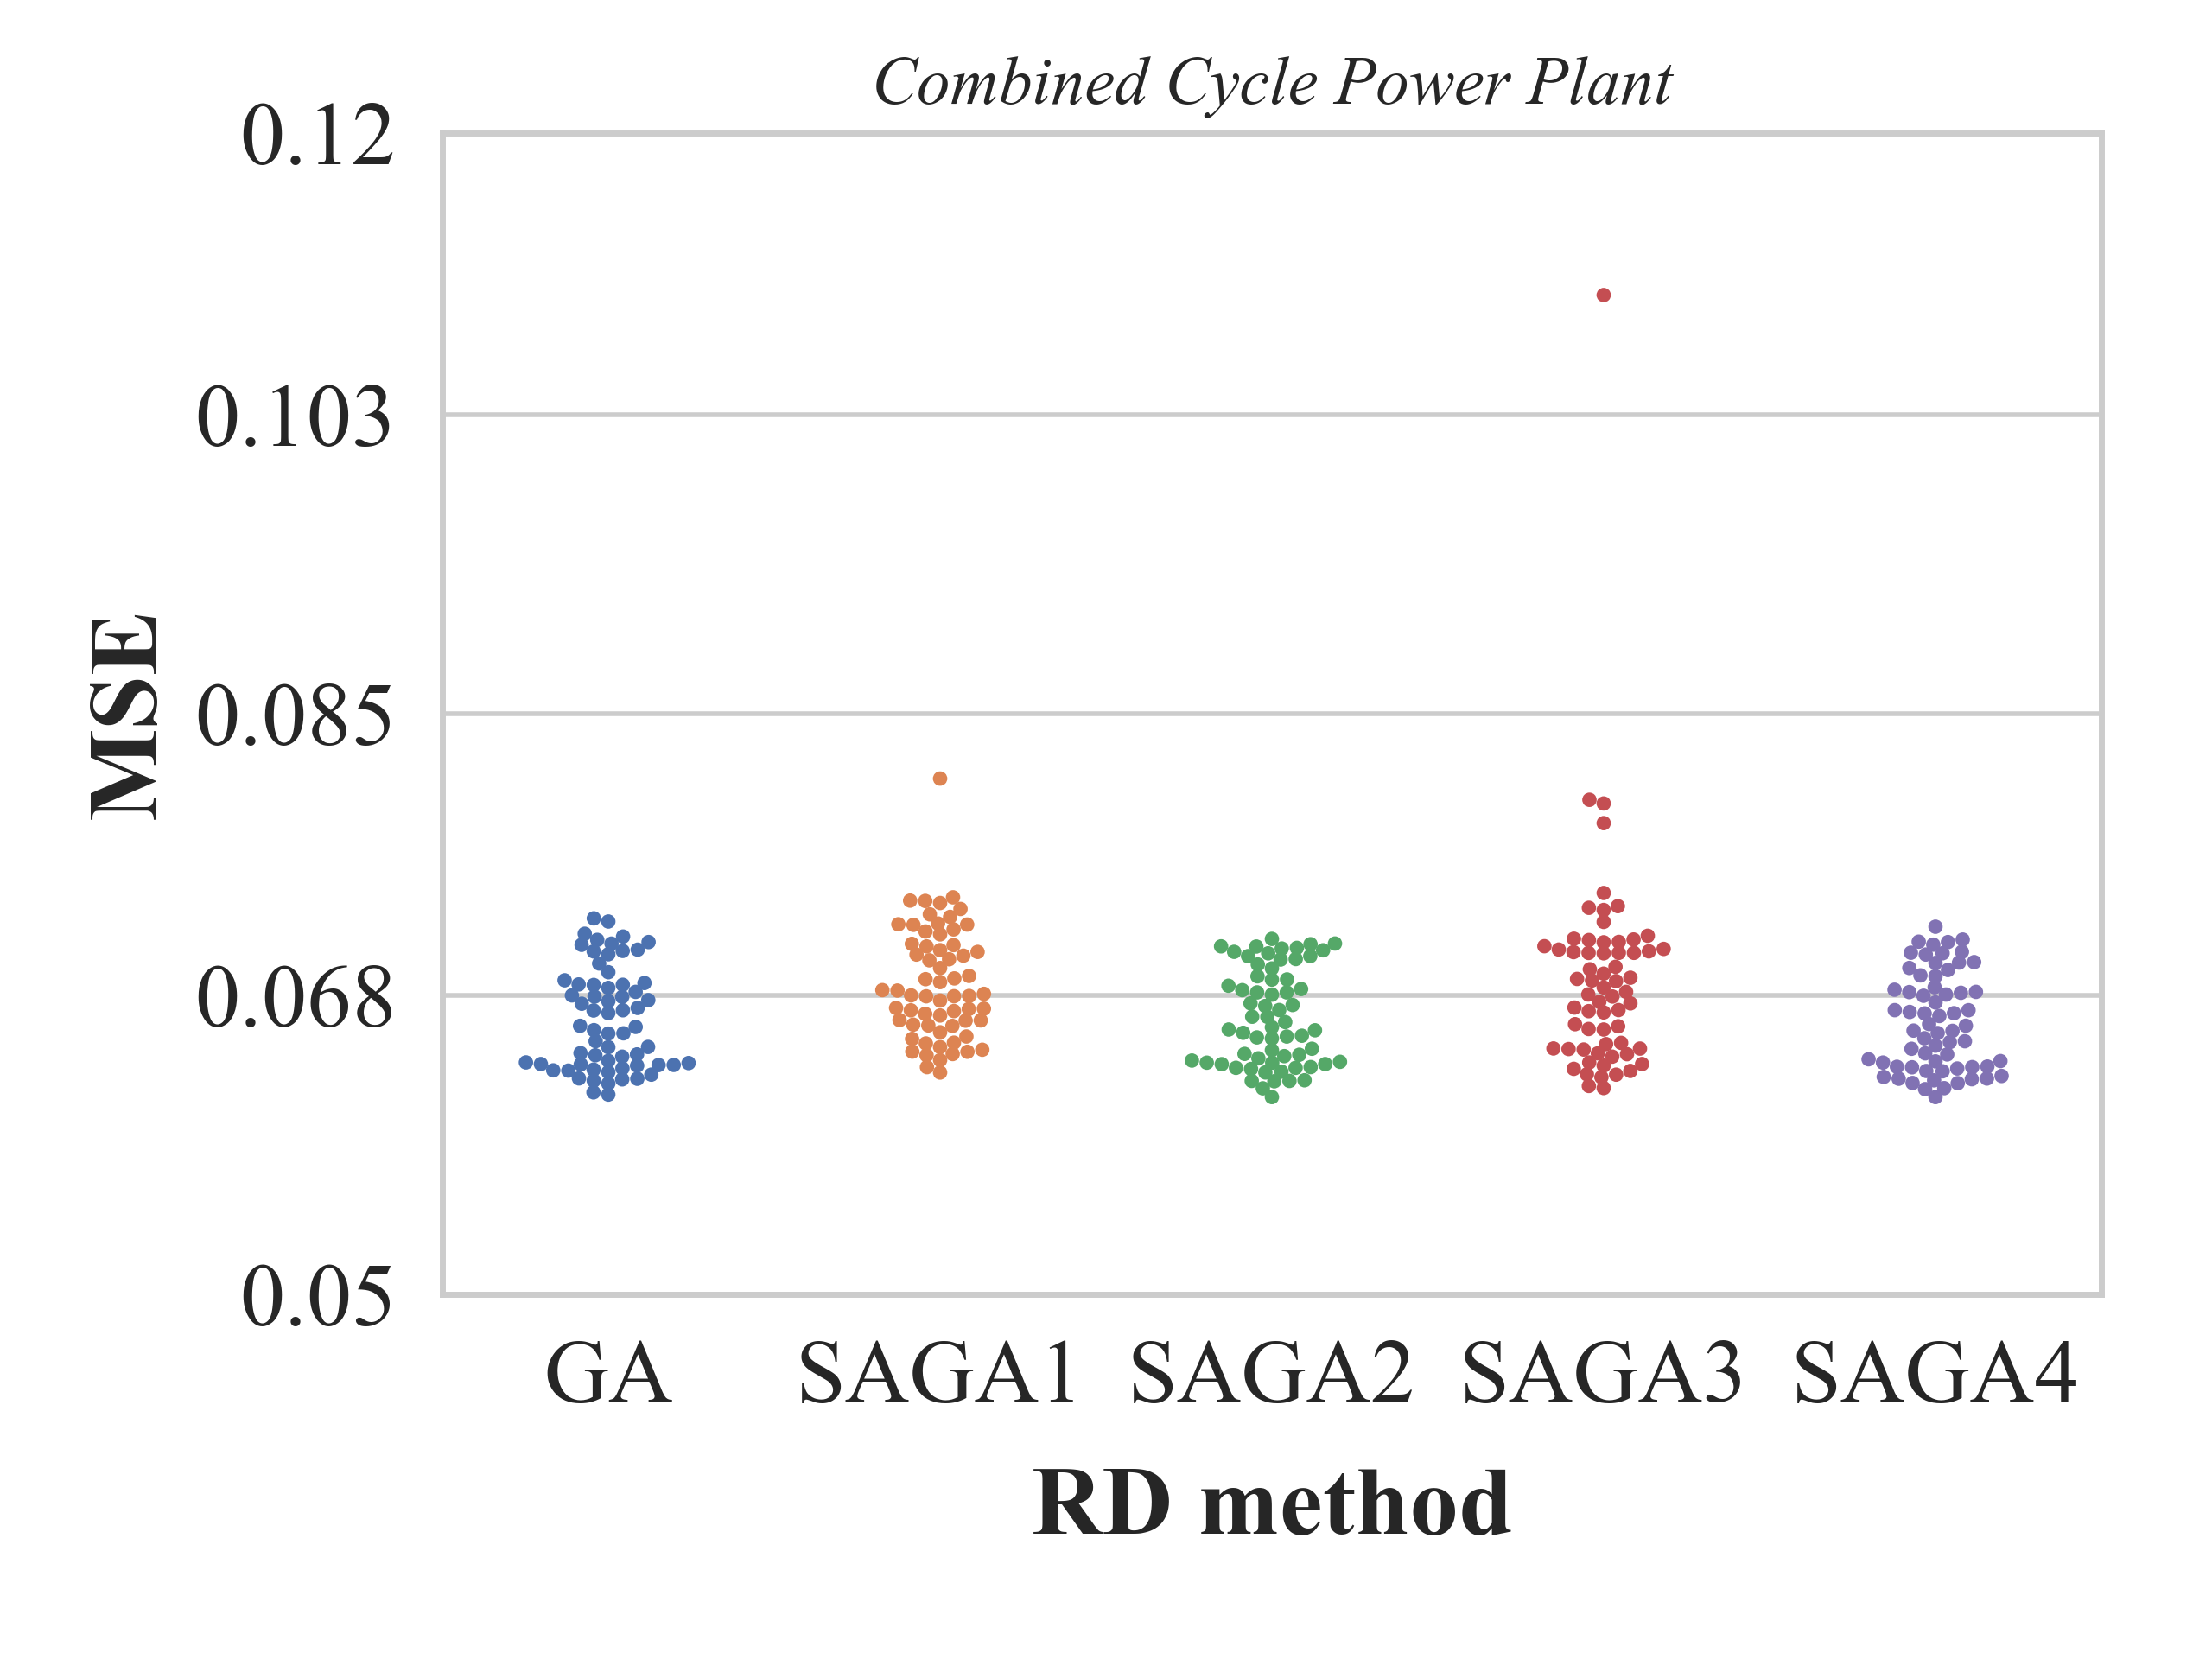 Combined Cycle Power Plant
0.12
0.103
0.085
0.068
0.05
MSE
GA SAGA1 SAGA2 SAGA3 SAGA4
RD method